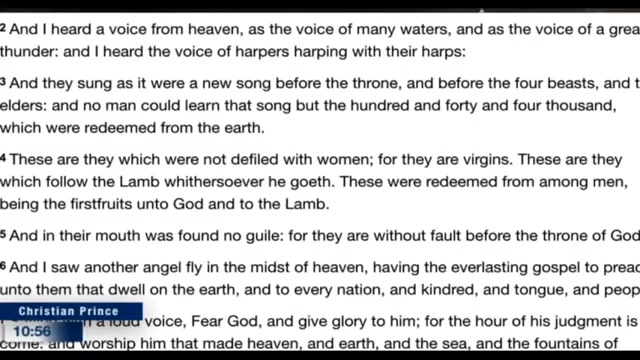 2 And I heard a voice from heaven, as the voice of many waters, and as the voice of a
thunder: and I heard the voice of harpers harping with their harps:
3 And they sung as it were a new song before the throne, and before the four beasts, and
elders: and no man could learn that song but the hundred and forty and four thousand,
which were redeemed from the earth.
4 These are they which were not defiled with women; for they are virgins. These are they
which follow the Lamb whithersoever he goeth. These were redeemed from among men,
being the firstfruits unto God and to the Lamb.
5 And in their mouth was found no guile: for they are without fault before the throne of God
6 And I saw another angel fly in the midst of heaven, having the everlasting gospel to
unto them that dwell on the earth, and to every nation, and kindred, and tongue, and
a loud voice, Fear God, and give glory to him; for the hour of his judgment is
come: and worship him that made heaven, and earth, and the sea, and the fountains of
Christian Prince
10:56